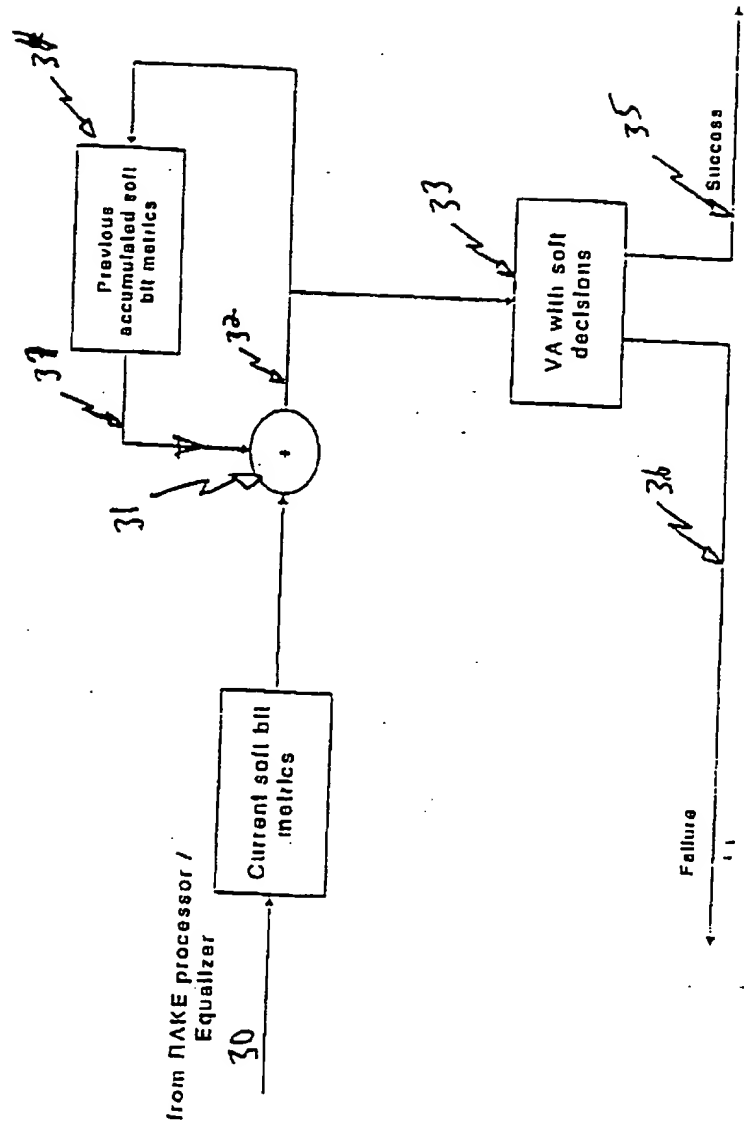 from RAKE processor /
Equalizer
30
Current soft bit
metrics
31
+
32
37
Previous
accumulated soft
bit metrics
34
33
VA with soft
decisions
35
Success
36
Failure